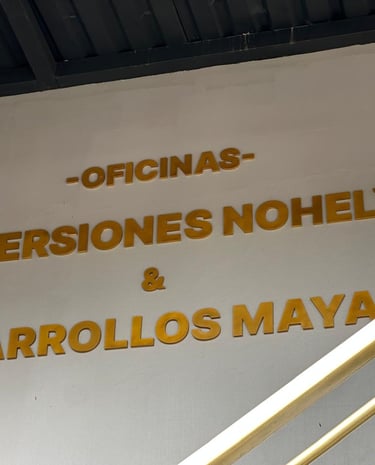 -OFICINAS-
ERSIONES NOHEL
&
ARROLLOS MAYA